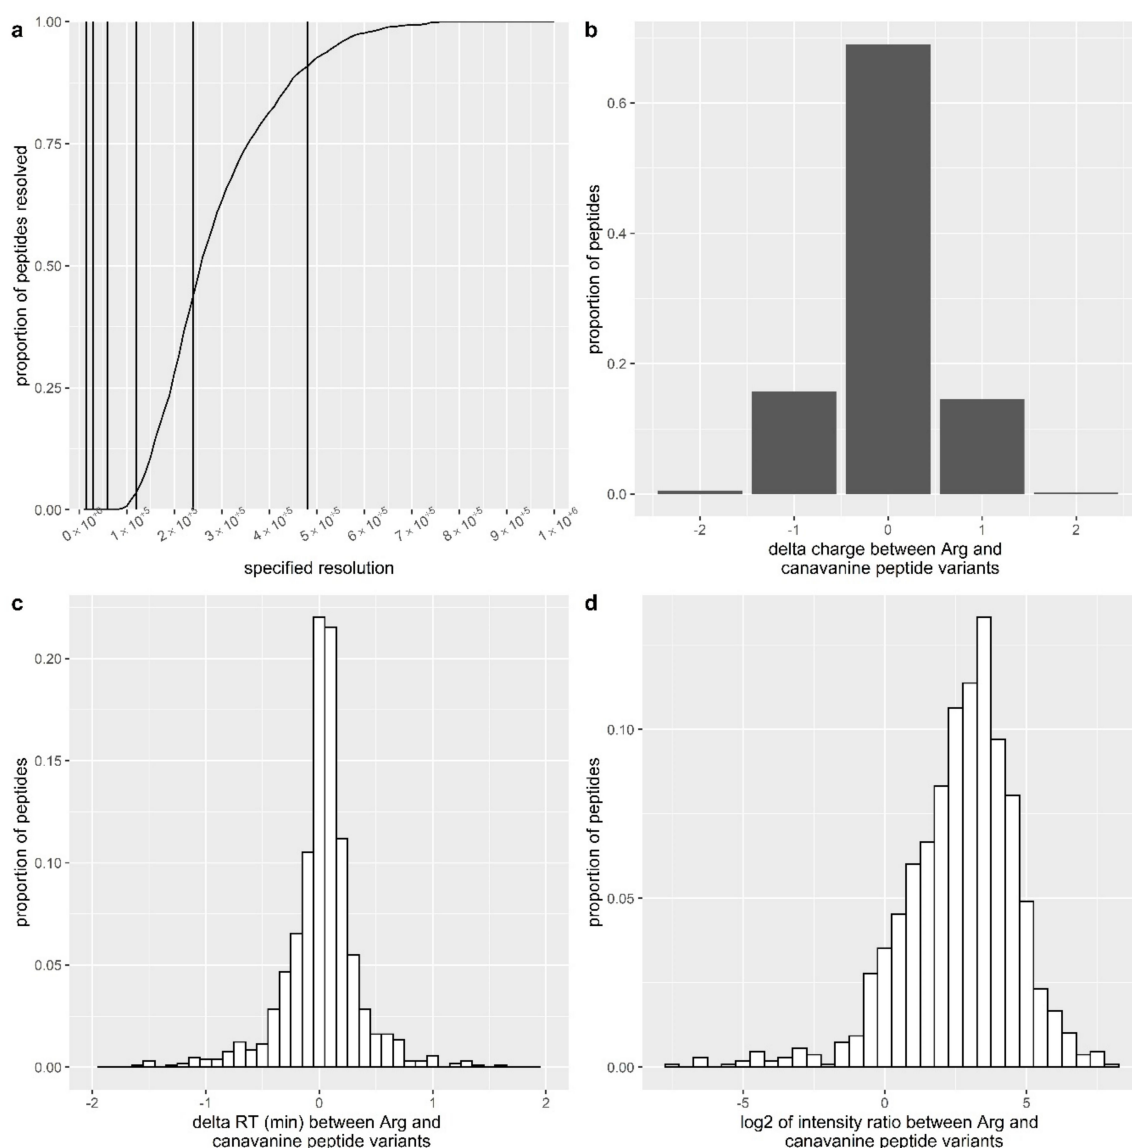 a
proportion of peptides resolved
1.00
0.75
0.50
0.25
0.00
0 × 10⁺⁰
1 × 10⁺⁵
2 × 10⁺⁵
3 × 10⁺⁵
4 × 10⁺⁵
5 × 10⁺⁵
6 × 10⁺⁵
7 × 10⁺⁵
8 × 10⁺⁵
9 × 10⁺⁵
1 × 10⁺⁶
specified resolution
b
proportion of peptides
0.6
0.4
0.2
0.0
-2 -1 0 1 2
delta charge between Arg and
canavanine peptide variants
c
proportion of peptides
0.20
0.15
0.10
0.05
0.00
-2 -1 0 1 2
delta RT (min) between Arg and
canavanine peptide variants
d
proportion of peptides
0.10
0.05
0.00
-5 0 5
log2 of intensity ratio between Arg and
canavanine peptide variants